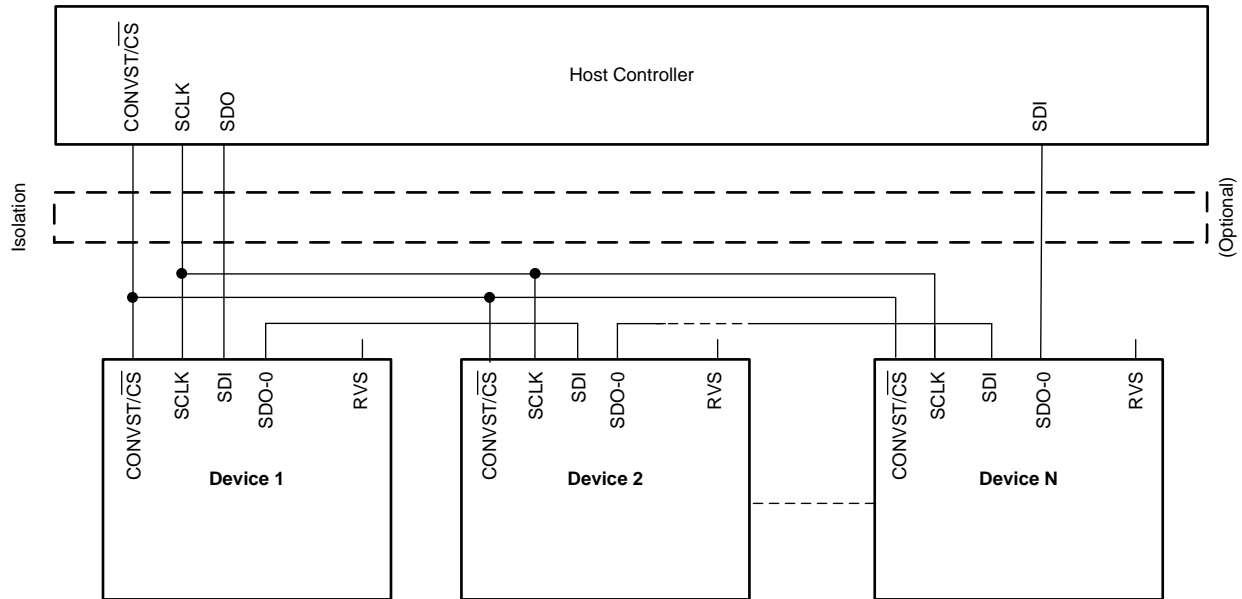 CONVST/CS
SCLK
SDO
Host Controller
SDI
Isolation
(Optional)
CONVST/CS
SCLK
SDI
SDO-0
RVS
Device 1
CONVST/CS
SCLK
SDI
SDO-0
RVS
Device 2
CONVST/CS
SCLK
SDI
SDO-0
RVS
Device N